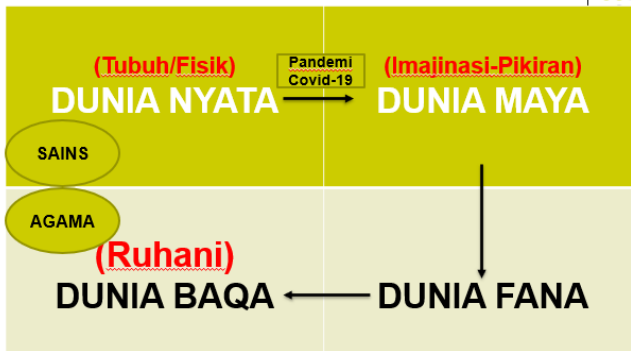 (Tubuh/Fisik)
DUNIA NYATA
Pandemi
Covid-19
(Imajinasi-Pikiran)
DUNIA MAYA
SAINS
AGAMA
(Ruhani)
DUNIA BAQA
DUNIA FANA